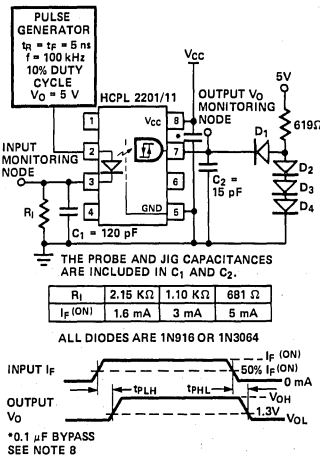 PULSE
GENERATOR
tR = tF = 5 ns
f = 100 kHz
10% DUTY
CYCLE
VO = 5 V
VCC
HCPL 2201/11
OUTPUT VO
MONITORING
NODE
5V
619Ω
INPUT
MONITORING
NODE
1
2
3
4
VCC
8
7
6
5
GND
*
D1
D2
D3
D4
C2 =
15 pF
RI
C1 = 120 pF
THE PROBE AND JIG CAPACITANCES
ARE INCLUDED IN C1 AND C2.
RI 2.15 KΩ 1.10 KΩ 681 Ω
IF (ON) 1.6 mA 3 mA 5 mA
ALL DIODES ARE 1N916 OR 1N3064
INPUT IF
IF (ON)
50% IF (ON)
0 mA
tPLH
tPHL
OUTPUT
VO
VOH
1.3V
VOL
*0.1 μF BYPASS
SEE NOTE 8